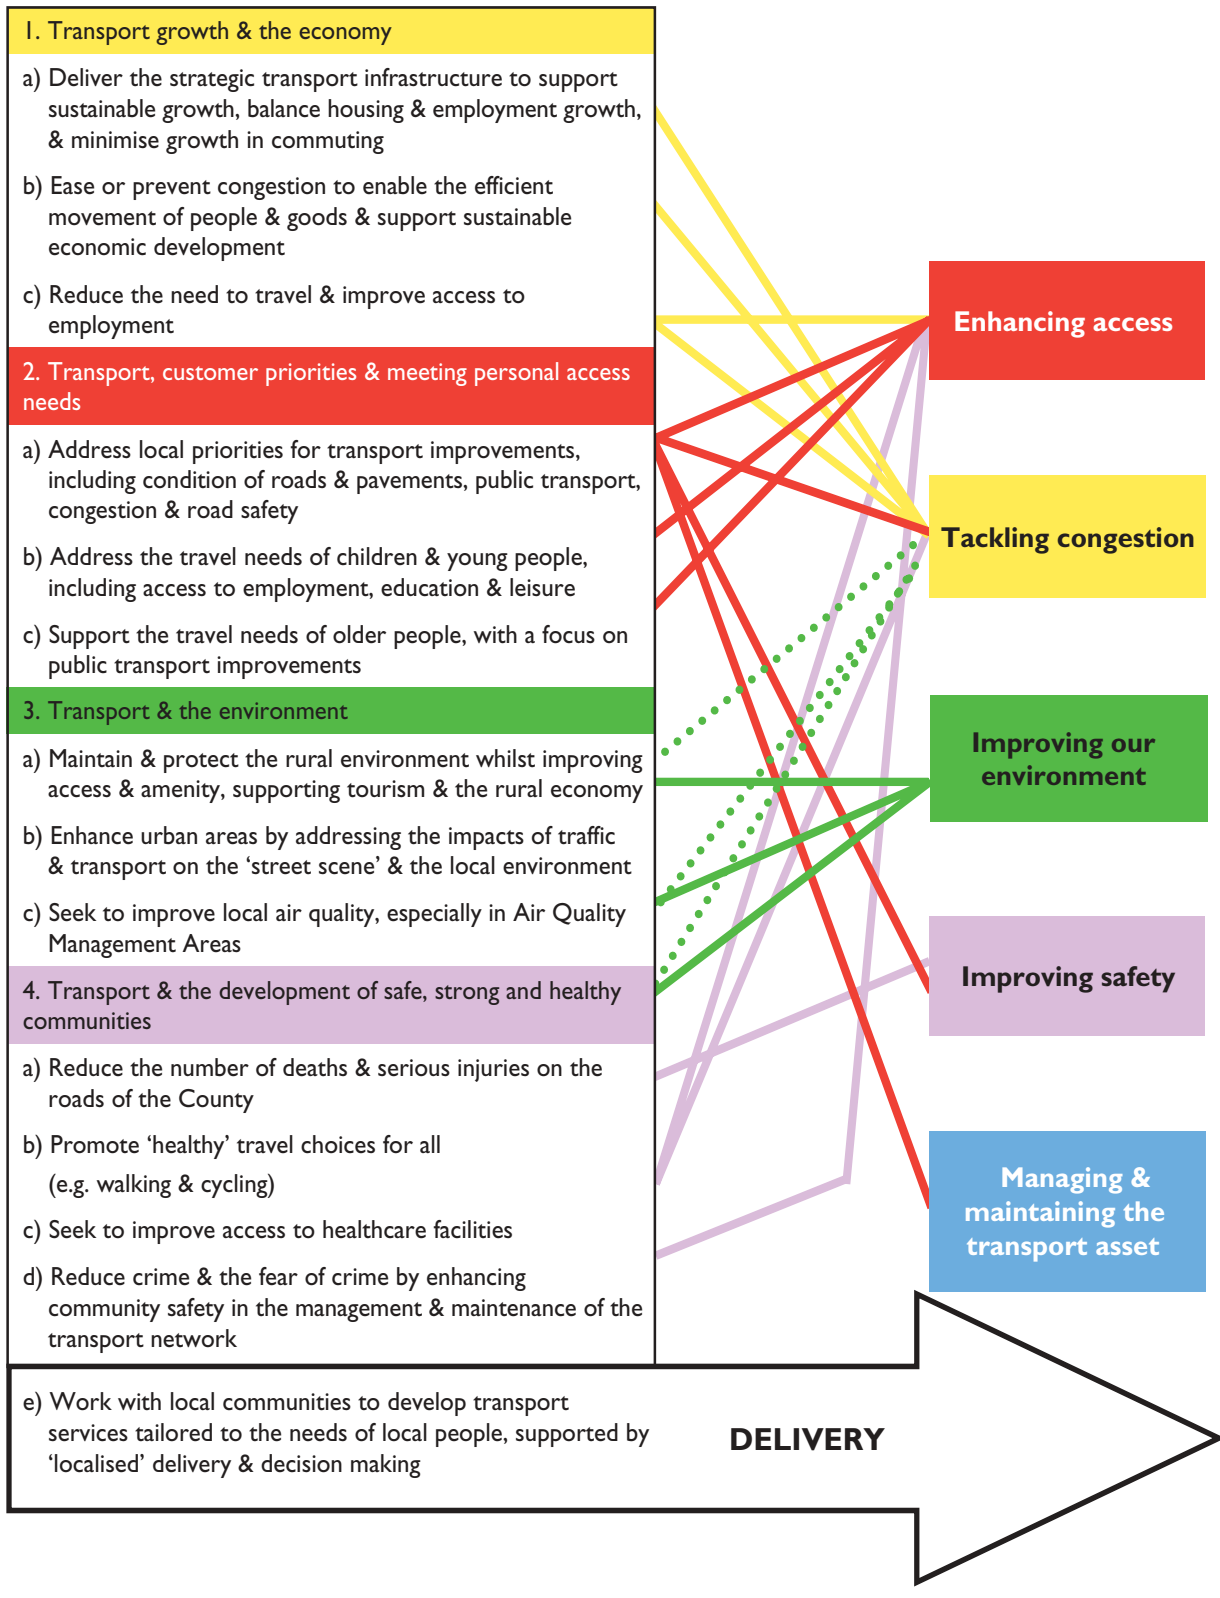 1. Transport growth & the economy
a) Deliver the strategic transport infrastructure to support
sustainable growth, balance housing & employment growth,
& minimise growth in commuting
b) Ease or prevent congestion to enable the efficient
movement of people & goods & support sustainable
economic development
c) Reduce the need to travel & improve access to
employment
2. Transport, customer priorities & meeting personal access
needs
a) Address local priorities for transport improvements,
including condition of roads & pavements, public transport,
congestion & road safety
b) Address the travel needs of children & young people,
including access to employment, education & leisure
c) Support the travel needs of older people, with a focus on
public transport improvements
3. Transport & the environment
a) Maintain & protect the rural environment whilst improving
access & amenity, supporting tourism & the rural economy
b) Enhance urban areas by addressing the impacts of traffic
& transport on the ‘street scene’ & the local environment
c) Seek to improve local air quality, especially in Air Quality
Management Areas
4. Transport & the development of safe, strong and healthy
communities
a) Reduce the number of deaths & serious injuries on the
roads of the County
b) Promote ‘healthy’ travel choices for all
(e.g. walking & cycling)
c) Seek to improve access to healthcare facilities
d) Reduce crime & the fear of crime by enhancing
community safety in the management & maintenance of the
transport network
e) Work with local communities to develop transport
services tailored to the needs of local people, supported by
‘localised’ delivery & decision making
Enhancing access
Tackling congestion
Improving our
environment
Improving safety
Managing &
maintaining the
transport asset
DELIVERY